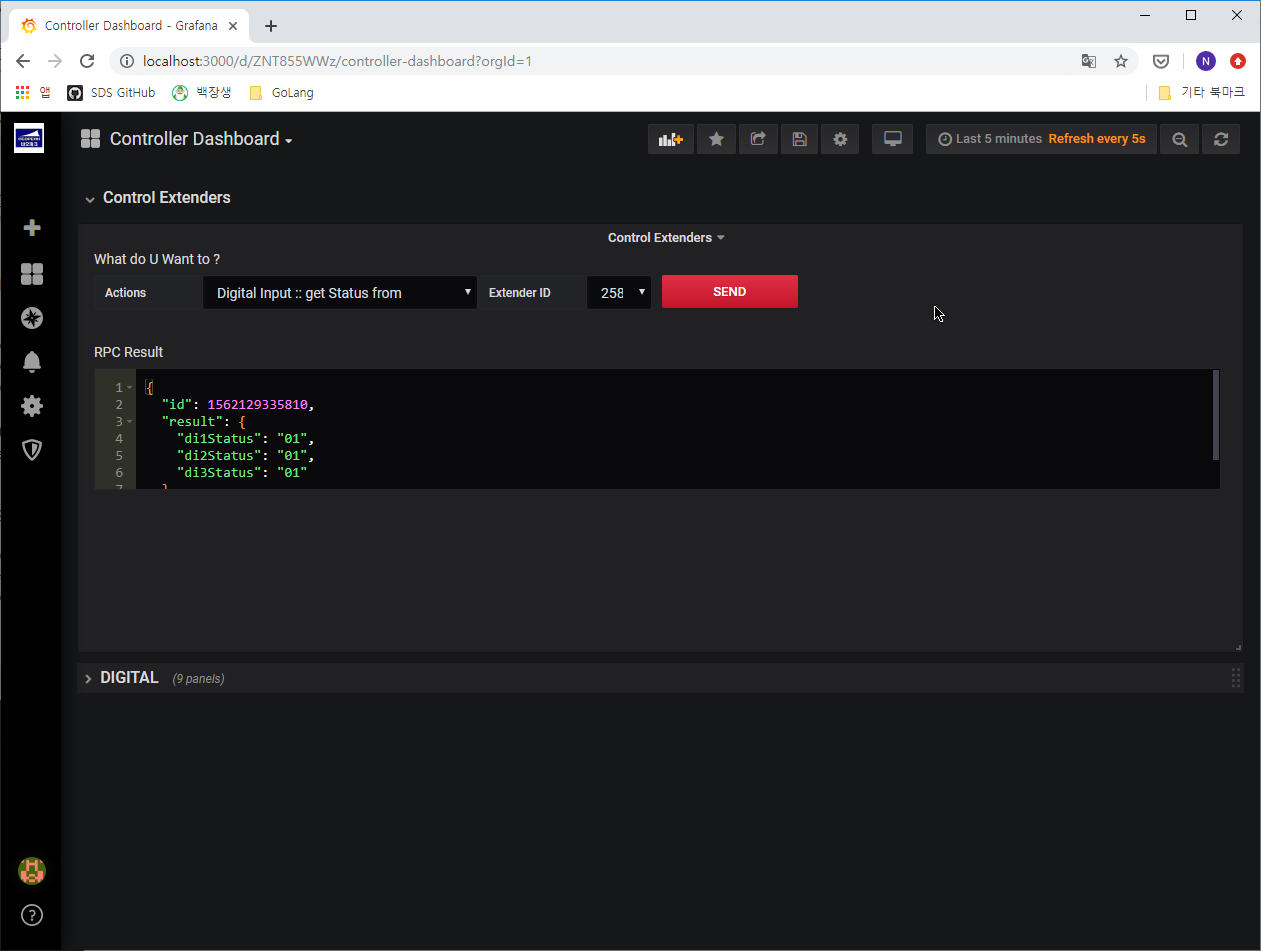 Controller Dashboard - Grafana
localhost:3000/d/ZNT855WWz/controller-dashboard?orgId=1
N
앱 SDS GitHub 백장생 GoLang 기타 북마크
Controller Dashboard
Last 5 minutes Refresh every 5s
Control Extenders
Control Extenders
What do U Want to ?
Actions Digital Input :: get Status from Extender ID 258 SEND
RPC Result
1 {
2 "id": 1562129335810,
3 "result": {
4 "di1Status": "01",
5 "di2Status": "01",
6 "di3Status": "01"
7 }
DIGITAL (9 panels)
?